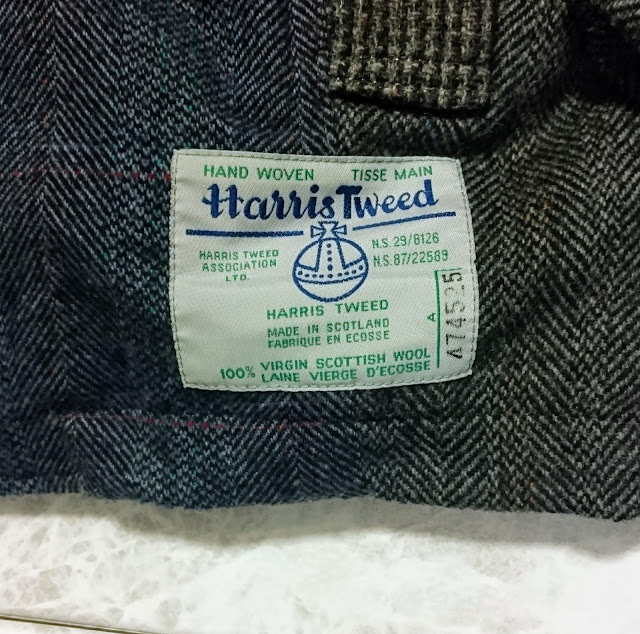 HAND WOVEN TISSE MAIN
Harris Tweed
HARRIS TWEED
ASSOCIATION
LTD.
N.S. 29/8126
N.S. 87/22589
HARRIS TWEED
MADE IN SCOTLAND
FABRIQUE EN ECOSSE
100% VIRGIN SCOTTISH WOOL
LAINE VIERGE D'ECOSSE
A 474525